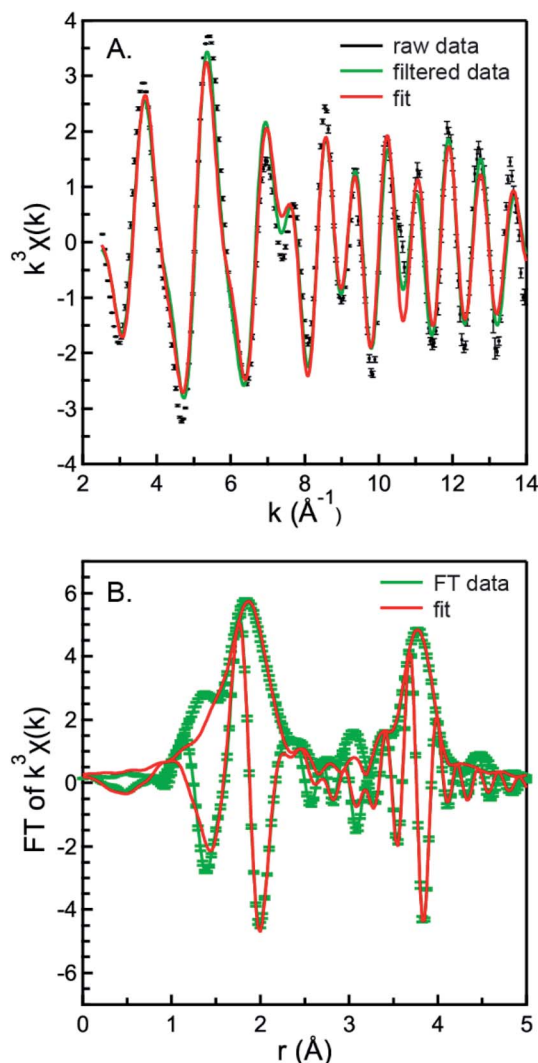 A.
raw data
filtered data
fit
4
3
2
1
0
-1
-2
-3
-4
k³χ(k)
2 4 6 8 10 12 14
k (Å⁻¹)
B.
FT data
fit
6
4
2
0
-2
-4
-6
FT of k³χ(k)
0 1 2 3 4 5
r (Å)